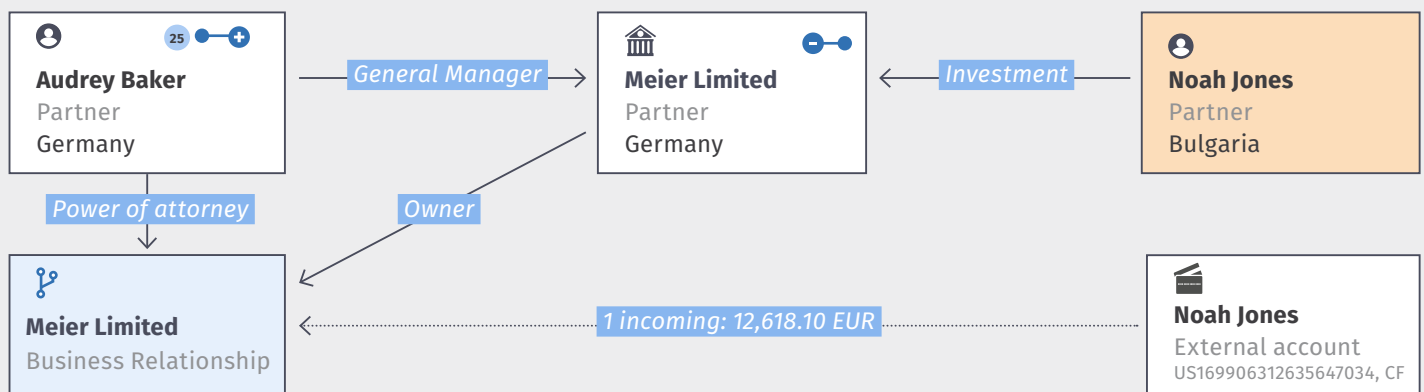 25
Audrey Baker
Partner
Germany
General Manager
Meier Limited
Partner
Germany
Investment
Noah Jones
Partner
Bulgaria
Power of attorney
Owner
Meier Limited
Business Relationship
1 incoming: 12,618.10 EUR
Noah Jones
External account
US169906312635647034, CF